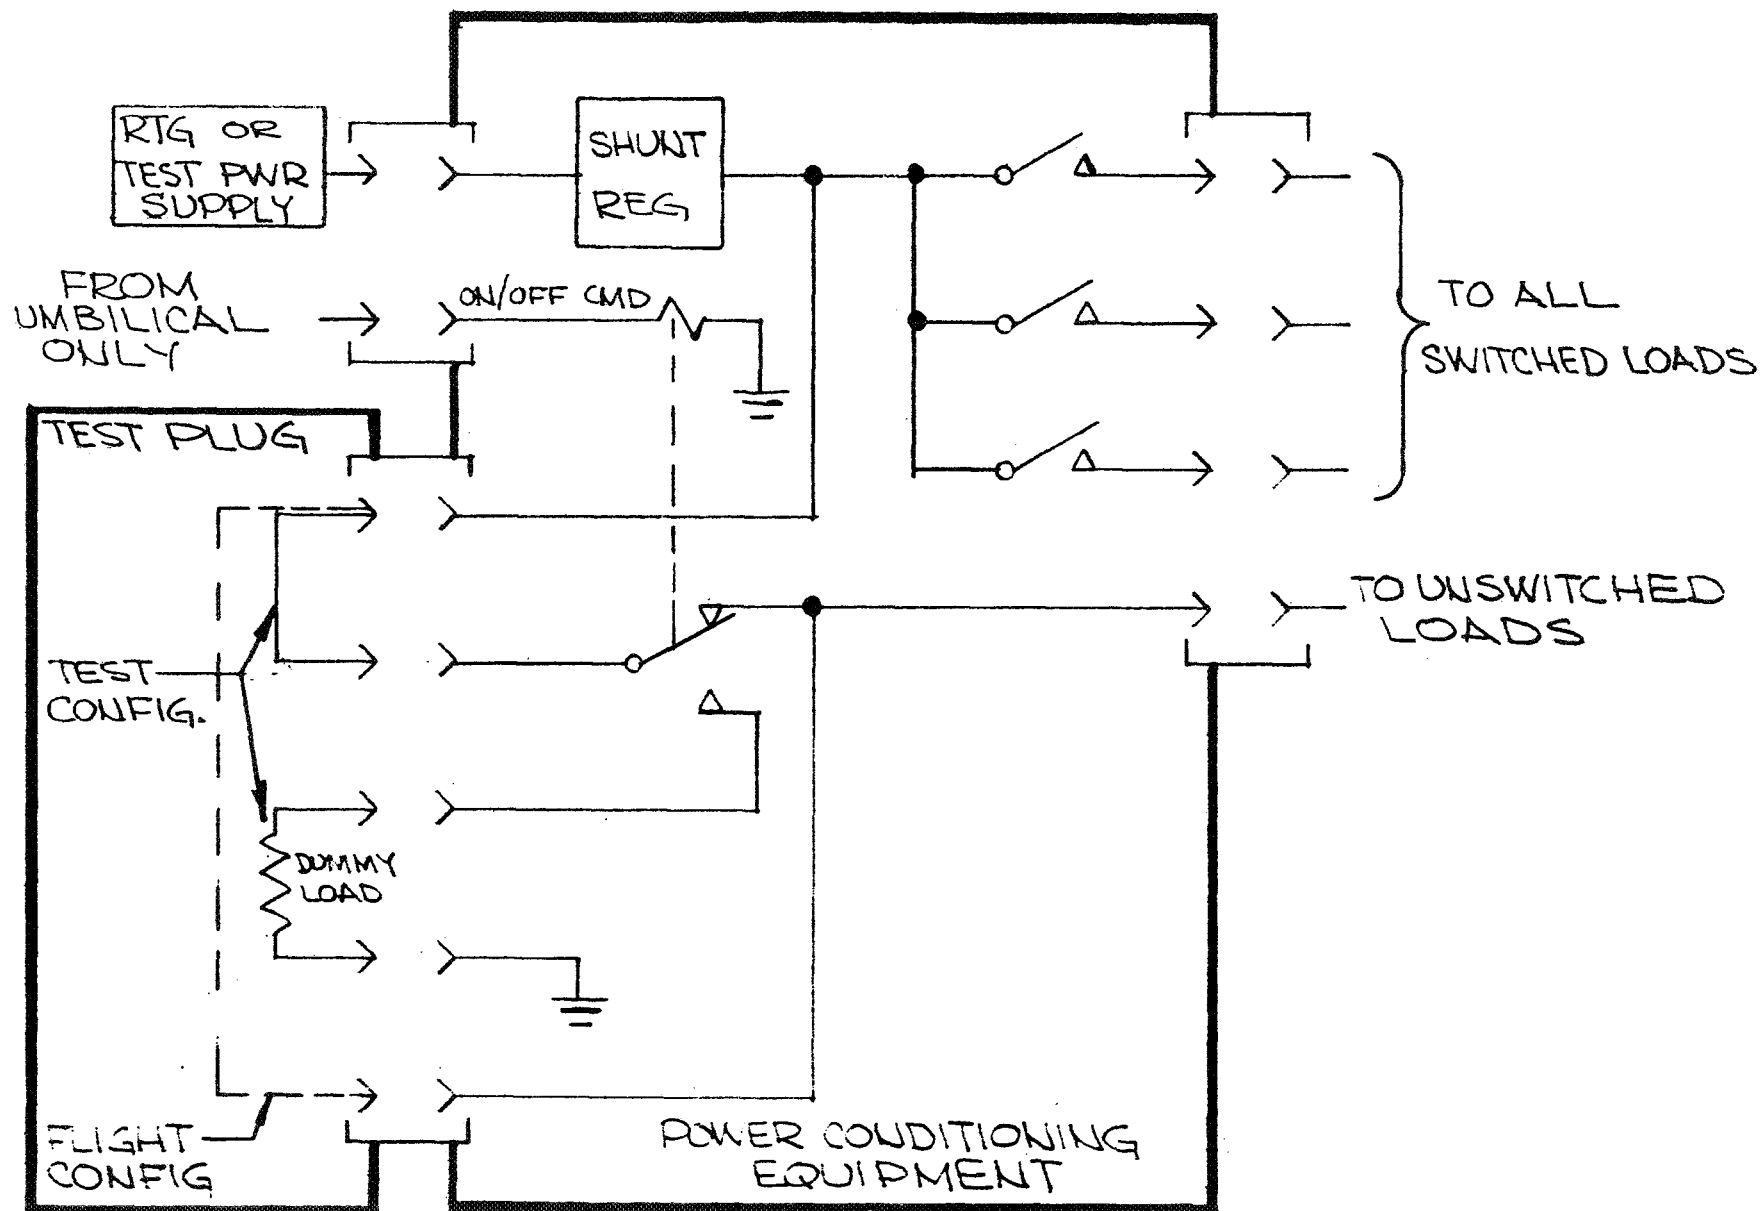 RTG OR
TEST PWR
SUPPLY
SHUNT
REG
FROM
UMBILICAL
ONLY
ON/OFF CMD
TO ALL
SWITCHED LOADS
TEST PLUG
TO UNSWITCHED
LOADS
TEST
CONFIG.
DUMMY
LOAD
FLIGHT
CONFIG
POWER CONDITIONING
EQUIPMENT